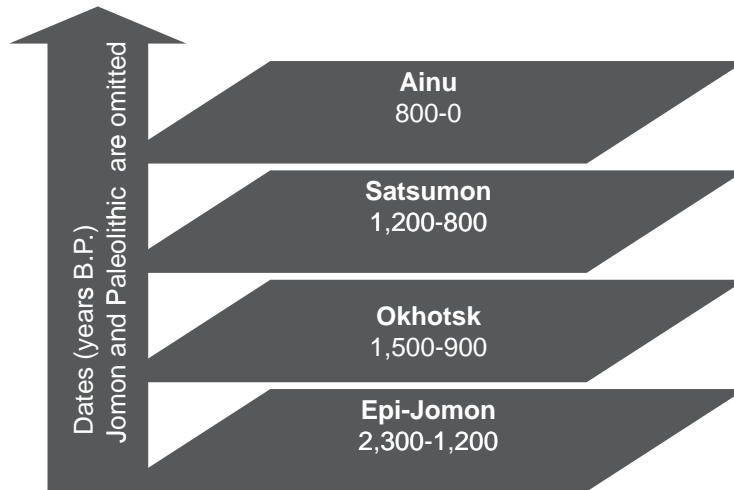 Ainu
800-0
Satsumon
1,200-800
Okhotsk
1,500-900
Epi-Jomon
2,300-1,200
Dates (years B.P.)
Jomon and Paleolithic are omitted